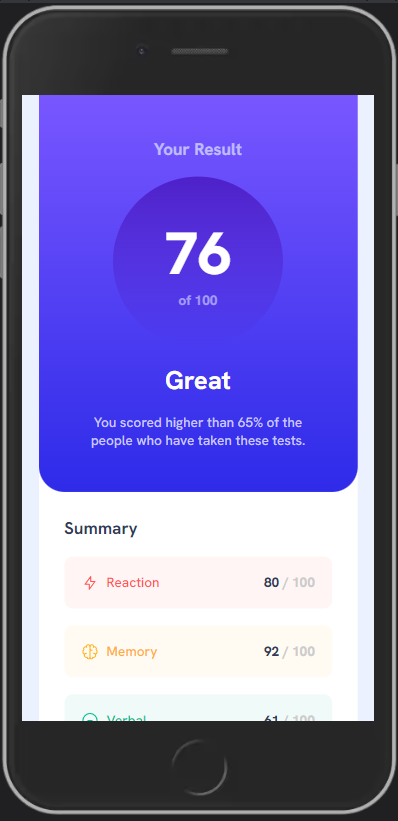 Your Result
76
of 100
Great
You scored higher than 65% of the
people who have taken these tests.
Summary
Reaction 80 / 100
Memory 92 / 100
Verbal 61 / 100